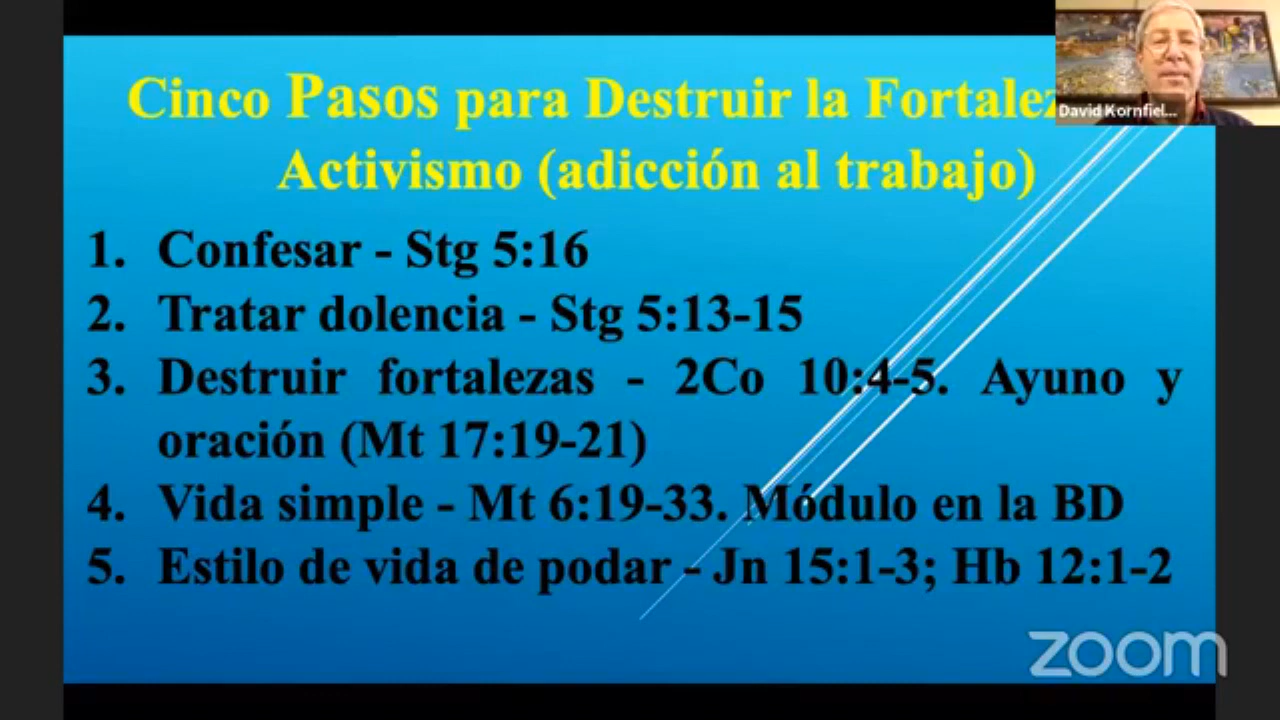 Cinco Pasos para Destruir la Fortalez
Activismo (adicción al trabajo)
David Kornfiel...
1. Confesar - Stg 5:16
2. Tratar dolencia - Stg 5:13-15
3. Destruir fortalezas - 2Co 10:4-5. Ayuno y
oración (Mt 17:19-21)
4. Vida simple - Mt 6:19-33. Módulo en la BD
5. Estilo de vida de podar - Jn 15:1-3; Hb 12:1-2
zoom